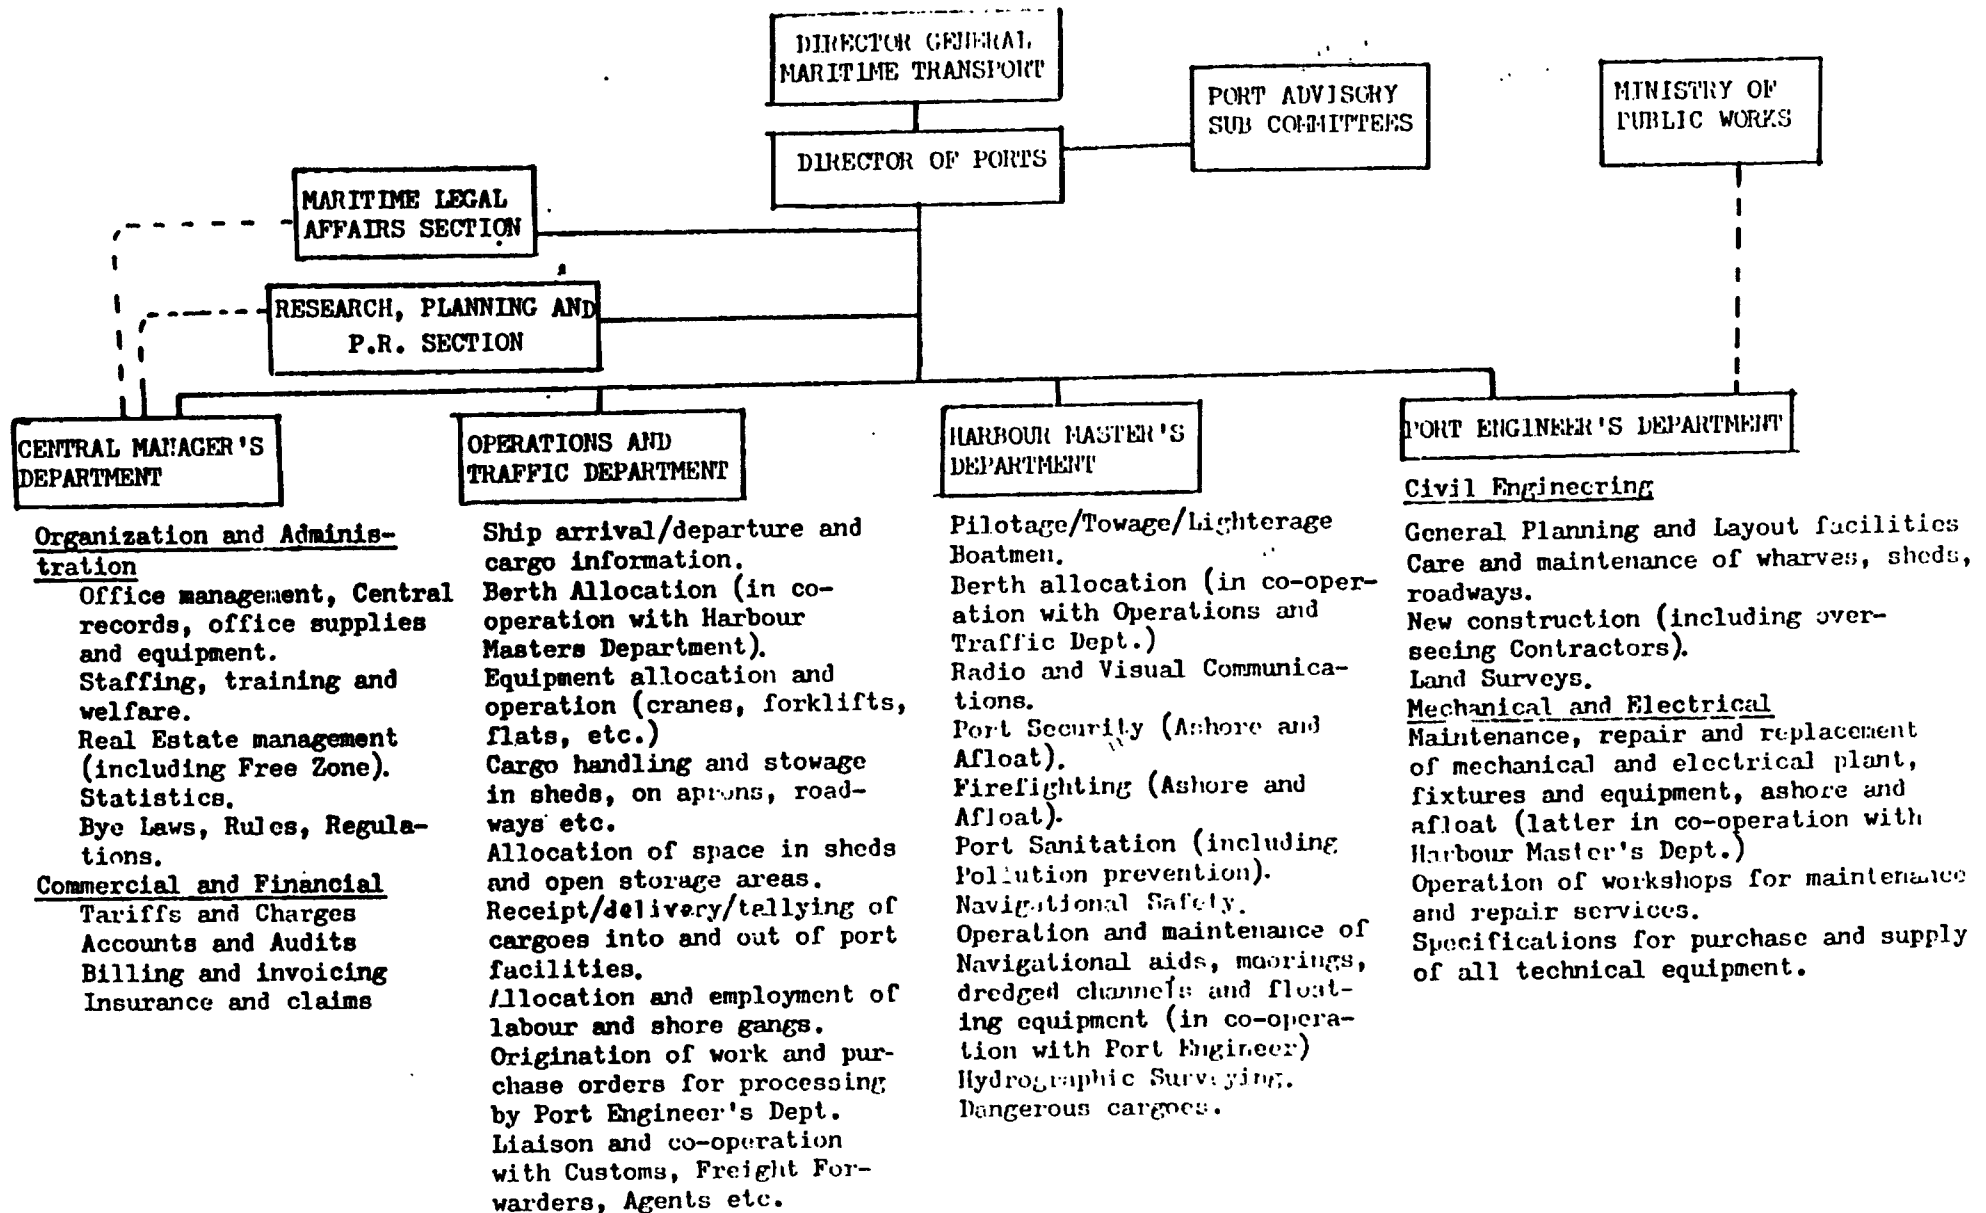 DIRECTOR GENERAL
MARITIME TRANSPORT
PORT ADVISORY
SUB COMMITTEES
MINISTRY OF
PUBLIC WORKS
DIRECTOR OF PORTS
MARITIME LEGAL
AFFAIRS SECTION
RESEARCH, PLANNING AND
P.R. SECTION
CENTRAL MANAGER'S
DEPARTMENT
Organization and Adminis-
tration
Office management, Central
records, office supplies
and equipment.
Staffing, training and
welfare.
Real Estate management
(including Free Zone).
Statistics.
Bye Laws, Rules, Regula-
tions.
Commercial and Financial
Tariffs and Charges
Accounts and Audits
Billing and invoicing
Insurance and claims
OPERATIONS AND
TRAFFIC DEPARTMENT
Ship arrival/departure and
cargo information.
Berth Allocation (in co-
operation with Harbour
Masters Department).
Equipment allocation and
operation (cranes, forklifts,
flats, etc.)
Cargo handling and stowage
in sheds, on aprons, road-
ways etc.
Allocation of space in sheds
and open storage areas.
Receipt/delivery/tallying of
cargoes into and out of port
facilities.
Allocation and employment of
labour and shore gangs.
Origination of work and pur-
chase orders for processing
by Port Engineer's Dept.
Liaison and co-operation
with Customs, Freight For-
warders, Agents etc.
HARBOUR MASTER'S
DEPARTMENT
Pilotage/Towage/Lighterage
Boatmen.
Berth allocation (in co-oper-
ation with Operations and
Traffic Dept.)
Radio and Visual Communica-
tions.
Port Security (Ashore and
Afloat).
Firefighting (Ashore and
Afloat).
Port Sanitation (including
Pollution prevention).
Navigational Safety.
Operation and maintenance of
Navigational aids, moorings,
dredged channels and float-
ing equipment (in co-opera-
tion with Port Engineer)
Hydrographic Surveying.
Dangerous cargoes.
PORT ENGINEER'S DEPARTMENT
Civil Engineering
General Planning and Layout facilities
Care and maintenance of wharves, sheds,
roadways.
New construction (including over-
seeing Contractors).
Land Surveys.
Mechanical and Electrical
Maintenance, repair and replacement
of mechanical and electrical plant,
fixtures and equipment, ashore and
afloat (latter in co-operation with
Harbour Master's Dept.)
Operation of workshops for maintenance
and repair services.
Specifications for purchase and supply
of all technical equipment.